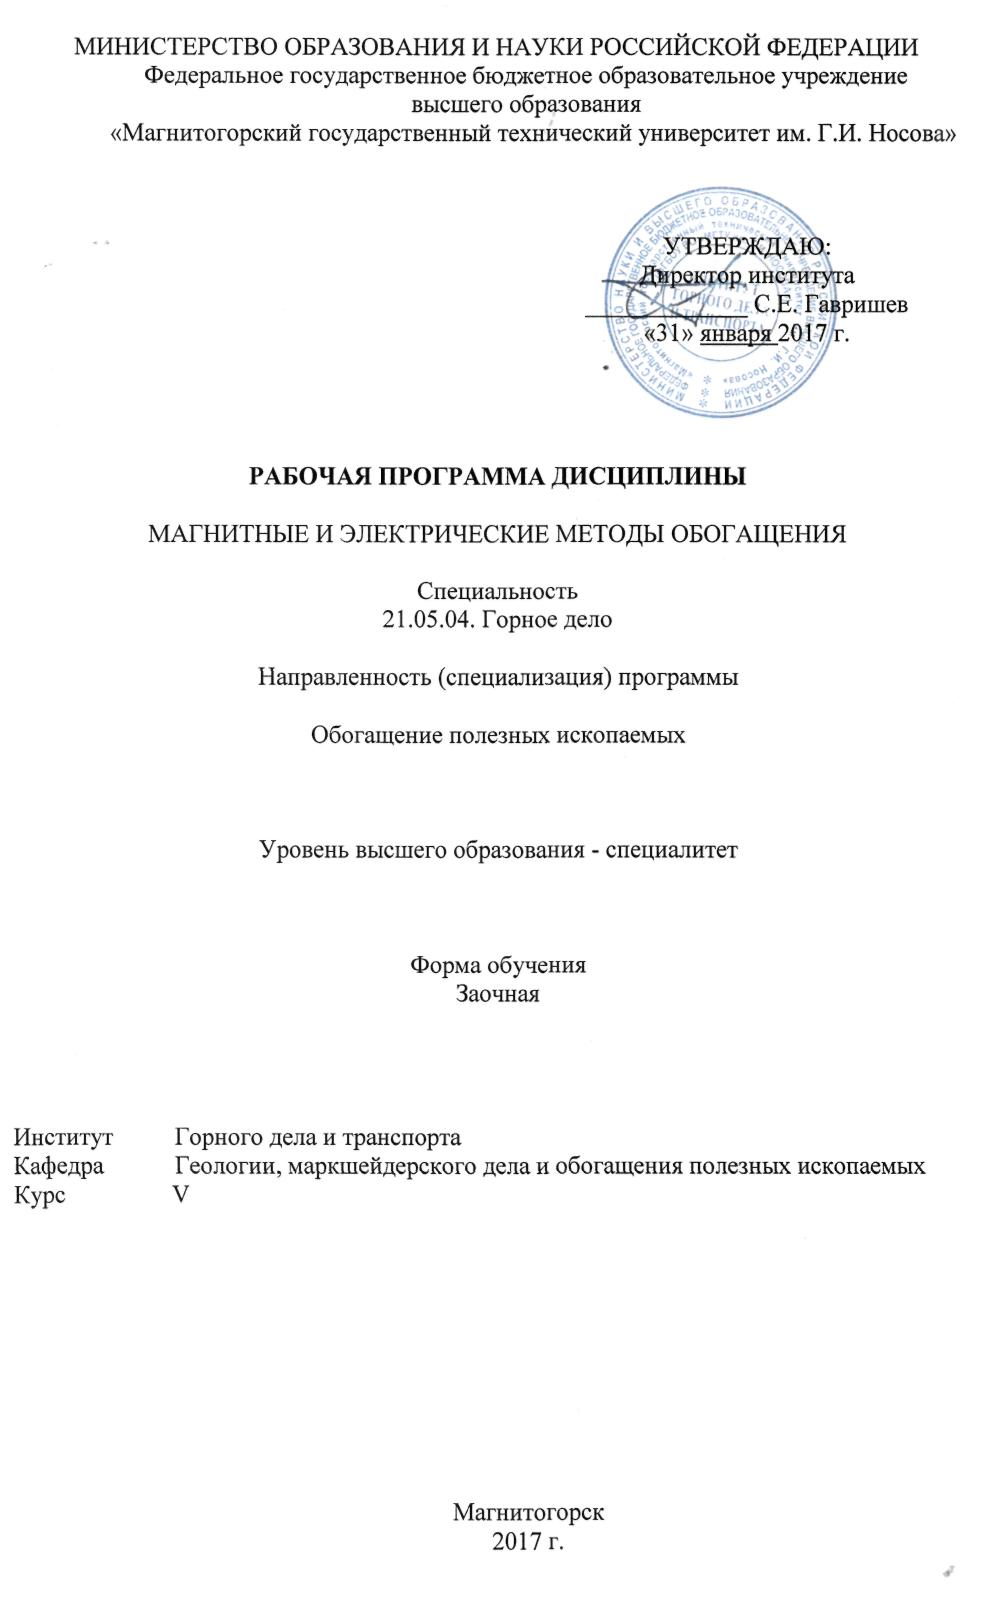 МИНИСТЕРСТВО ОБРАЗОВАНИЯ И НАУКИ РОССИЙСКОЙ ФЕДЕРАЦИИ
Федеральное государственное бюджетное образовательное учреждение
высшего образования
«Магнитогорский государственный технический университет им. Г.И. Носова»
УТВЕРЖДАЮ:
Директор института
С.Е. Гавришев
«31» января 2017 г.
РАБОЧАЯ ПРОГРАММА ДИСЦИПЛИНЫ
МАГНИТНЫЕ И ЭЛЕКТРИЧЕСКИЕ МЕТОДЫ ОБОГАЩЕНИЯ
Специальность
21.05.04. Горное дело
Направленность (специализация) программы
Обогащение полезных ископаемых
Уровень высшего образования - специалитет
Форма обучения
Заочная
Институт Горного дела и транспорта
Кафедра Геологии, маркшейдерского дела и обогащения полезных ископаемых
Курс V
Магнитогорск
2017 г.